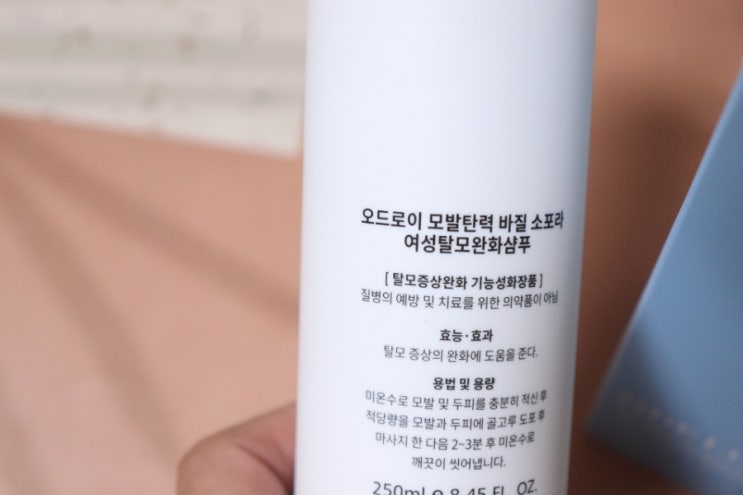 오드로이 모발탄력 바질 소포라
여성탈모완화샴푸
[ 탈모증상완화 기능성화장품 ]
질병의 예방 및 치료를 위한 의약품이 아님
효능·효과
탈모 증상의 완화에 도움을 준다.
용법 및 용량
미온수로 모발 및 두피를 충분히 적신 후
적당량을 모발과 두피에 골고루 도포 후
마사지 한 다음 2~3분 후 미온수로
깨끗이 씻어냅니다.
250ml e 8.45 FL. OZ.